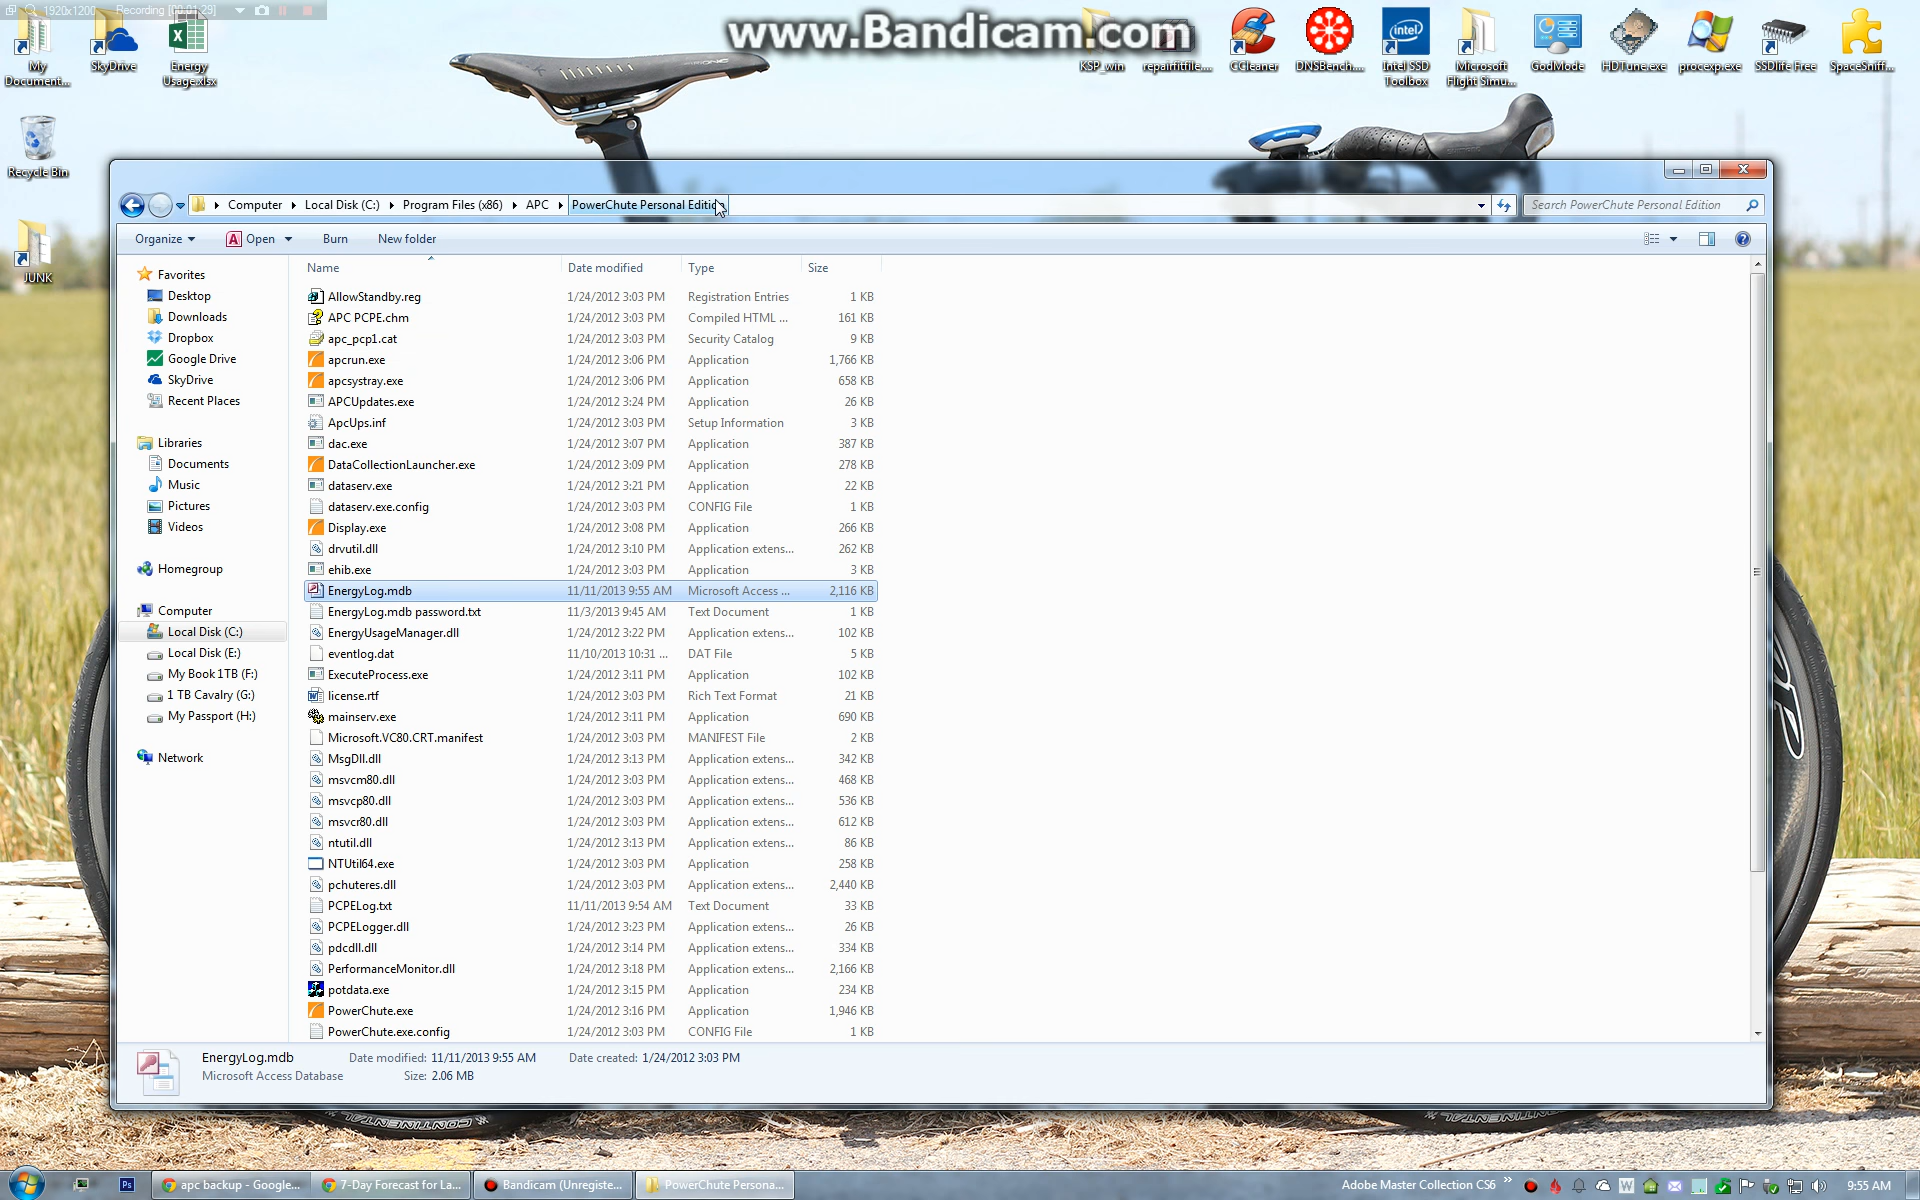 1920x1200 Recording [00:01:29]
www.Bandicam.com
My Document...
SkyDrive
Energy Usage.xlsx
KSP_win
repairfitfile....
CCleaner
DNSBench....
Intel SSD Toolbox
Microsoft Flight Simu...
GodMode
HDTune.exe
procexp.exe
SSDlife Free
SpaceSniff...
Recycle Bin
JUNK
Computer Local Disk (C:) Program Files (x86) APC PowerChute Personal Edition
Search PowerChute Personal Edition
Organize Open Burn New folder
Favorites
Desktop
Downloads
Dropbox
Google Drive
SkyDrive
Recent Places
Libraries
Documents
Music
Pictures
Videos
Homegroup
Computer
Local Disk (C:)
Local Disk (E:)
My Book 1TB (F:)
1 TB Cavalry (G:)
My Passport (H:)
Network
Name Date modified Type Size
AllowStandby.reg 1/24/2012 3:03 PM Registration Entries 1 KB
APC PCPE.chm 1/24/2012 3:03 PM Compiled HTML ... 161 KB
apc_pcp1.cat 1/24/2012 3:03 PM Security Catalog 9 KB
apcrun.exe 1/24/2012 3:06 PM Application 1,766 KB
apcsystray.exe 1/24/2012 3:06 PM Application 658 KB
APCUpdates.exe 1/24/2012 3:24 PM Application 26 KB
ApcUps.inf 1/24/2012 3:03 PM Setup Information 3 KB
dac.exe 1/24/2012 3:07 PM Application 387 KB
DataCollectionLauncher.exe 1/24/2012 3:09 PM Application 278 KB
dataserv.exe 1/24/2012 3:21 PM Application 22 KB
dataserv.exe.config 1/24/2012 3:03 PM CONFIG File 1 KB
Display.exe 1/24/2012 3:08 PM Application 266 KB
drvutil.dll 1/24/2012 3:10 PM Application extens... 262 KB
ehib.exe 1/24/2012 3:03 PM Application 3 KB
EnergyLog.mdb 11/11/2013 9:55 AM Microsoft Access ... 2,116 KB
EnergyLog.mdb password.txt 11/3/2013 9:45 AM Text Document 1 KB
EnergyUsageManager.dll 1/24/2012 3:22 PM Application extens... 102 KB
eventlog.dat 11/10/2013 10:31 ... DAT File 5 KB
ExecuteProcess.exe 1/24/2012 3:11 PM Application 102 KB
license.rtf 1/24/2012 3:03 PM Rich Text Format 21 KB
mainserv.exe 1/24/2012 3:11 PM Application 690 KB
Microsoft.VC80.CRT.manifest 1/24/2012 3:03 PM MANIFEST File 2 KB
MsgDll.dll 1/24/2012 3:13 PM Application extens... 342 KB
msvcm80.dll 1/24/2012 3:03 PM Application extens... 468 KB
msvcp80.dll 1/24/2012 3:03 PM Application extens... 536 KB
msvcr80.dll 1/24/2012 3:03 PM Application extens... 612 KB
ntutil.dll 1/24/2012 3:13 PM Application extens... 86 KB
NTUtil64.exe 1/24/2012 3:03 PM Application 258 KB
pchuteres.dll 1/24/2012 3:03 PM Application extens... 2,440 KB
PCPELog.txt 11/11/2013 9:54 AM Text Document 33 KB
PCPELogger.dll 1/24/2012 3:23 PM Application extens... 26 KB
pdcdll.dll 1/24/2012 3:14 PM Application extens... 334 KB
PerformanceMonitor.dll 1/24/2012 3:18 PM Application extens... 2,166 KB
potdata.exe 1/24/2012 3:15 PM Application 234 KB
PowerChute.exe 1/24/2012 3:16 PM Application 1,946 KB
PowerChute.exe.config 1/24/2012 3:03 PM CONFIG File 1 KB
EnergyLog.mdb Date modified: 11/11/2013 9:55 AM Date created: 1/24/2012 3:03 PM
Microsoft Access Database Size: 2.06 MB
CONTINENTAL
CONTINENTAL
apc backup - Google...
7-Day Forecast for La...
Bandicam (Unregiste...
PowerChute Persona...
Adobe Master Collection CS6
9:55 AM